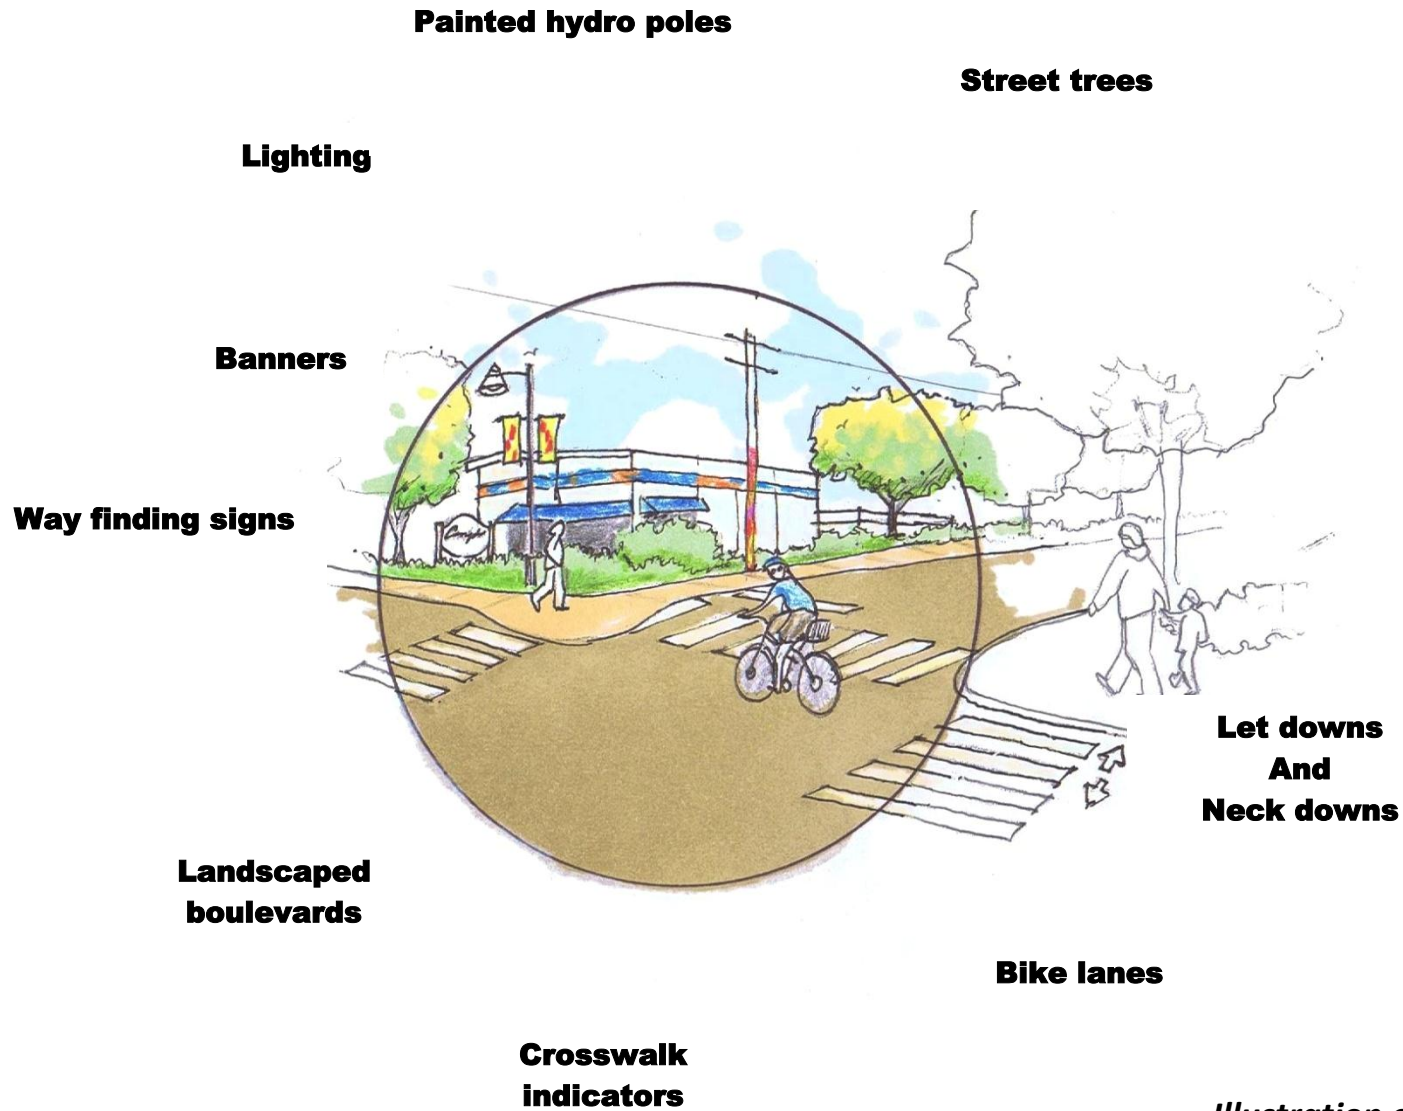 Painted hydro poles
Street trees
Lighting
Banners
Way finding signs
Let downs
And
Neck downs
Landscaped
boulevards
Bike lanes
Crosswalk
indicators
Illustration